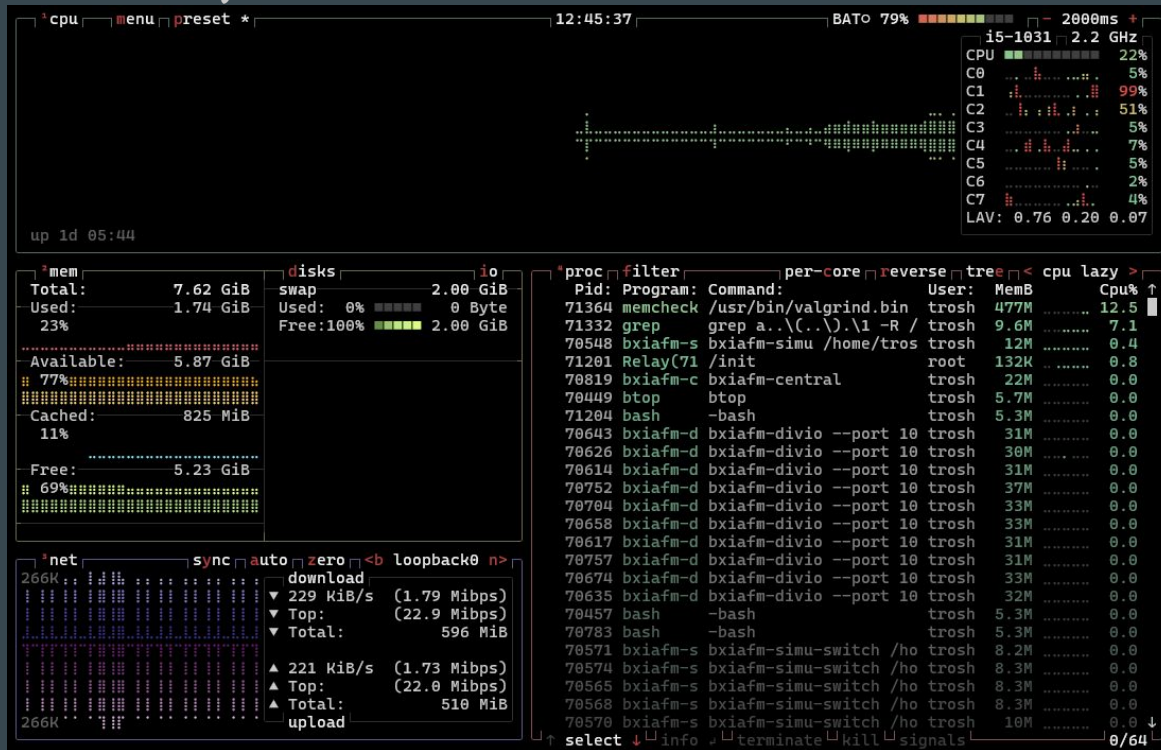 ¹cpu menu preset * 12:45:37 BAT○ 79% - 2000ms +
i5-1031 2.2 GHz
CPU 22%
C0 5%
C1 99%
C2 51%
C3 5%
C4 7%
C5 5%
C6 2%
C7 4%
LAV: 0.76 0.20 0.07
up 1d 05:44
²mem
Total: 7.62 GiB
Used: 1.74 GiB
23%
Available: 5.87 GiB
77%
Cached: 825 MiB
11%
Free: 5.23 GiB
69%
disks io
swap 2.00 GiB
Used: 0% 0 Byte
Free:100% 2.00 GiB
³net sync auto zero <b loopback0 n>
266K
download
▼ 229 KiB/s (1.79 Mibps)
▼ Top: (22.9 Mibps)
▼ Total: 596 MiB
▲ 221 KiB/s (1.73 Mibps)
▲ Top: (22.0 Mibps)
▲ Total: 510 MiB
266K
upload
⁴proc filter per-core reverse tree < cpu lazy >
Pid: Program: Command: User: MemB Cpu% ↑
71364 memcheck /usr/bin/valgrind.bin trosh 477M 12.5
71332 grep grep a..\(..\).\1 -R / trosh 9.6M 7.1
70548 bxiafm-s bxiafm-simu /home/tros trosh 12M 0.4
71201 Relay(71 /init root 132K 0.8
70819 bxiafm-c bxiafm-central trosh 22M 0.0
70449 btop btop trosh 5.7M 0.0
71204 bash -bash trosh 5.3M 0.0
70643 bxiafm-d bxiafm-divio --port 10 trosh 31M 0.0
70626 bxiafm-d bxiafm-divio --port 10 trosh 30M 0.0
70614 bxiafm-d bxiafm-divio --port 10 trosh 31M 0.0
70752 bxiafm-d bxiafm-divio --port 10 trosh 37M 0.0
70704 bxiafm-d bxiafm-divio --port 10 trosh 33M 0.0
70658 bxiafm-d bxiafm-divio --port 10 trosh 33M 0.0
70617 bxiafm-d bxiafm-divio --port 10 trosh 31M 0.0
70757 bxiafm-d bxiafm-divio --port 10 trosh 31M 0.0
70674 bxiafm-d bxiafm-divio --port 10 trosh 33M 0.0
70635 bxiafm-d bxiafm-divio --port 10 trosh 32M 0.0
70457 bash -bash trosh 5.3M 0.0
70783 bash -bash trosh 5.3M 0.0
70571 bxiafm-s bxiafm-simu-switch /ho trosh 8.2M 0.0
70574 bxiafm-s bxiafm-simu-switch /ho trosh 8.3M 0.0
70565 bxiafm-s bxiafm-simu-switch /ho trosh 8.3M 0.0
70568 bxiafm-s bxiafm-simu-switch /ho trosh 8.3M 0.0
70570 bxiafm-s bxiafm-simu-switch /ho trosh 10M 0.0 ↓
↑ select ↓ info ↲ terminate kill signals 0/64